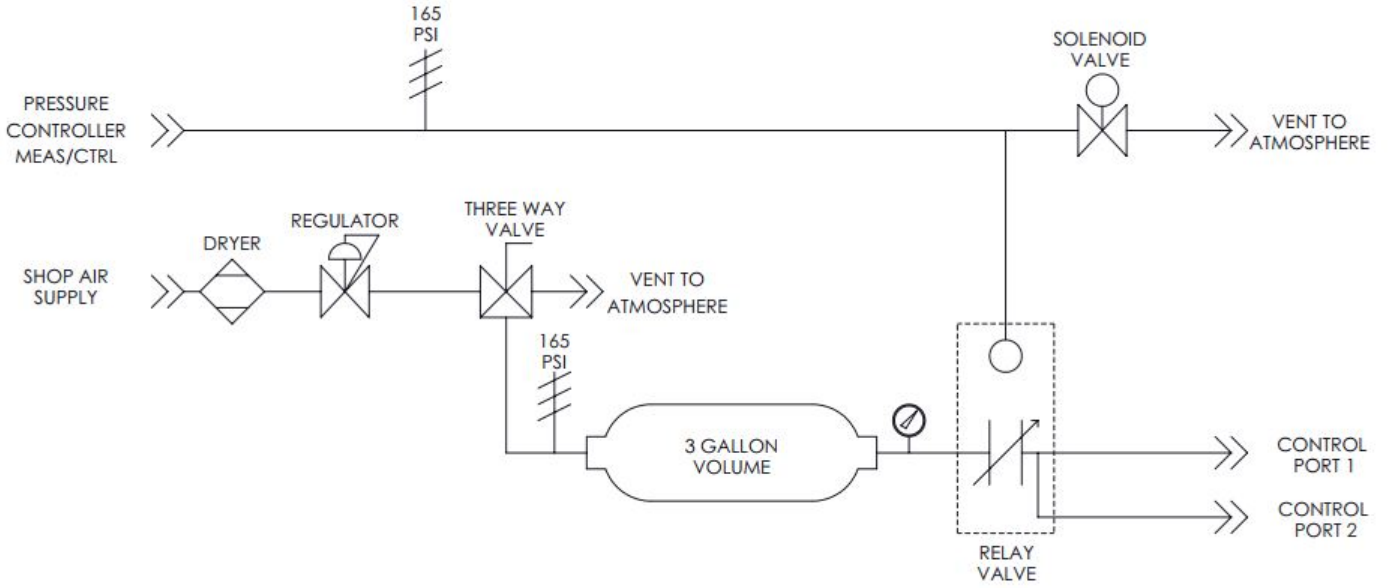 165
PSI
SOLENOID
VALVE
PRESSURE
CONTROLLER
MEAS/CTRL
VENT TO
ATMOSPHERE
THREE WAY
VALVE
REGULATOR
DRYER
SHOP AIR
SUPPLY
VENT TO
ATMOSPHERE
165
PSI
3 GALLON
VOLUME
CONTROL
PORT 1
CONTROL
PORT 2
RELAY
VALVE